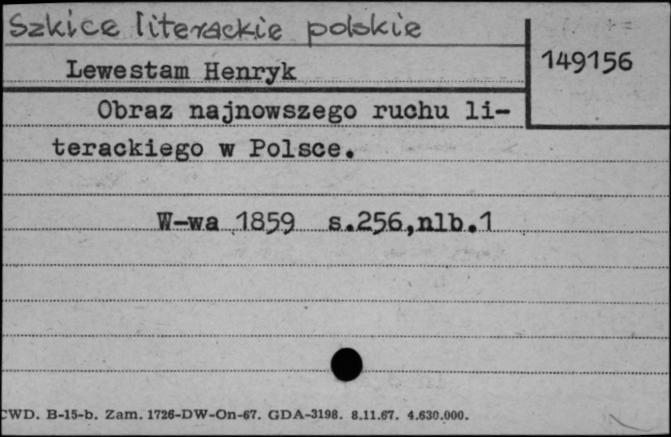 Szkice literackie polskie
149156
Lewestam Henryk
Obraz najnowszego ruchu li-
terackiego w Polsce.
W-wa 1859 s.256,nlb.1
CWD. B-15-b. Zam. 1726-DW-On-67. GDA-3198. 8.11.67. 4.630.000.